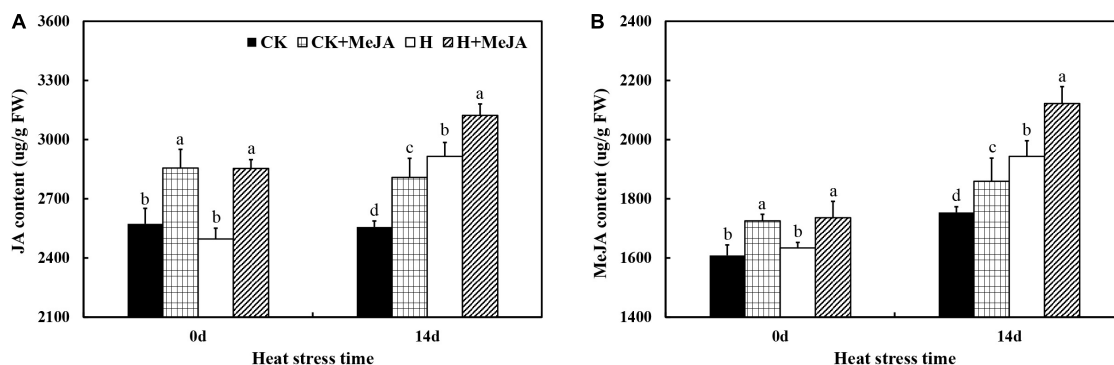 A
3600
3300
3000
2700
2400
2100
JA content (ug/g FW)
CK CK+MeJA H H+MeJA
b a b a
d c b a
0d 14d
Heat stress time
B
2400
2200
2000
1800
1600
1400
MeJA content (ug/g FW)
b a b a
d c b a
0d 14d
Heat stress time